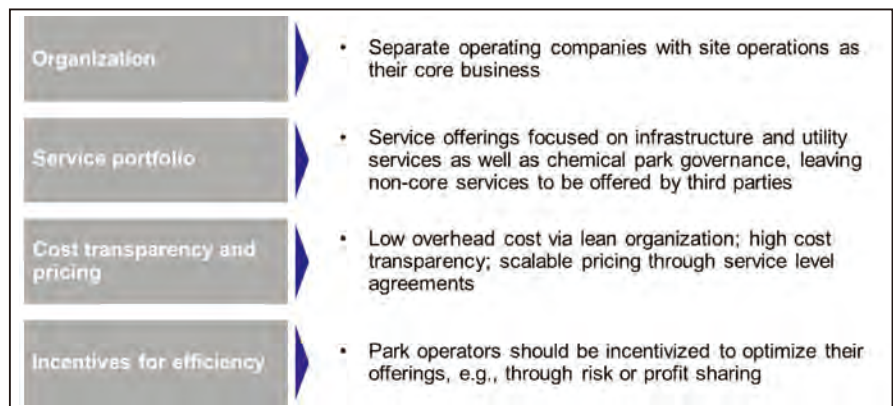 Organization
• Separate operating companies with site operations as
their core business
Service portfolio
• Service offerings focused on infrastructure and utility
services as well as chemical park governance, leaving
non-core services to be offered by third parties
Cost transparency and
pricing
• Low overhead cost via lean organization; high cost
transparency; scalable pricing through service level
agreements
Incentives for efficiency
• Park operators should be incentivized to optimize their
offerings, e.g., through risk or profit sharing